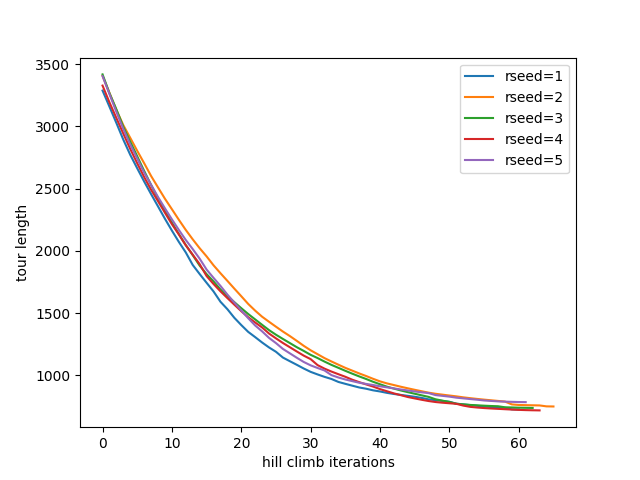 3500
3000
2500
2000
1500
1000
tour length
0 10 20 30 40 50 60
hill climb iterations
rseed=1
rseed=2
rseed=3
rseed=4
rseed=5